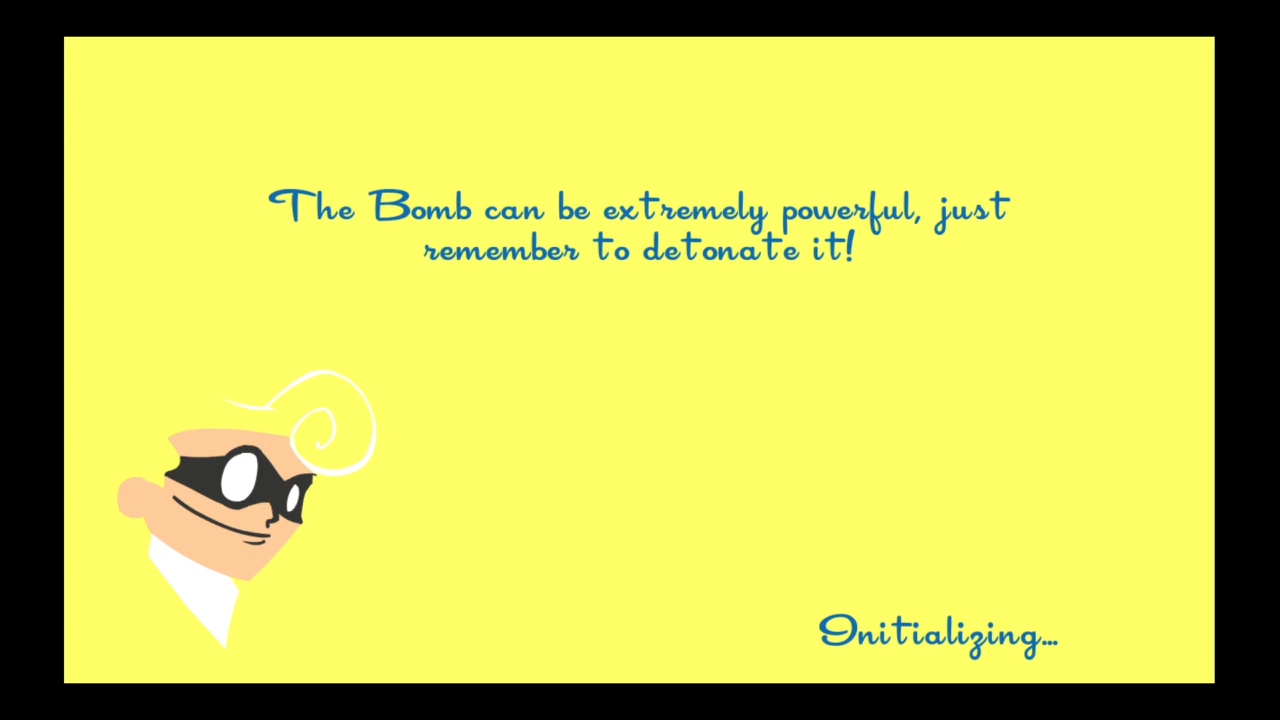 The Bomb can be extremely powerful, just
remember to detonate it!
Initializing...